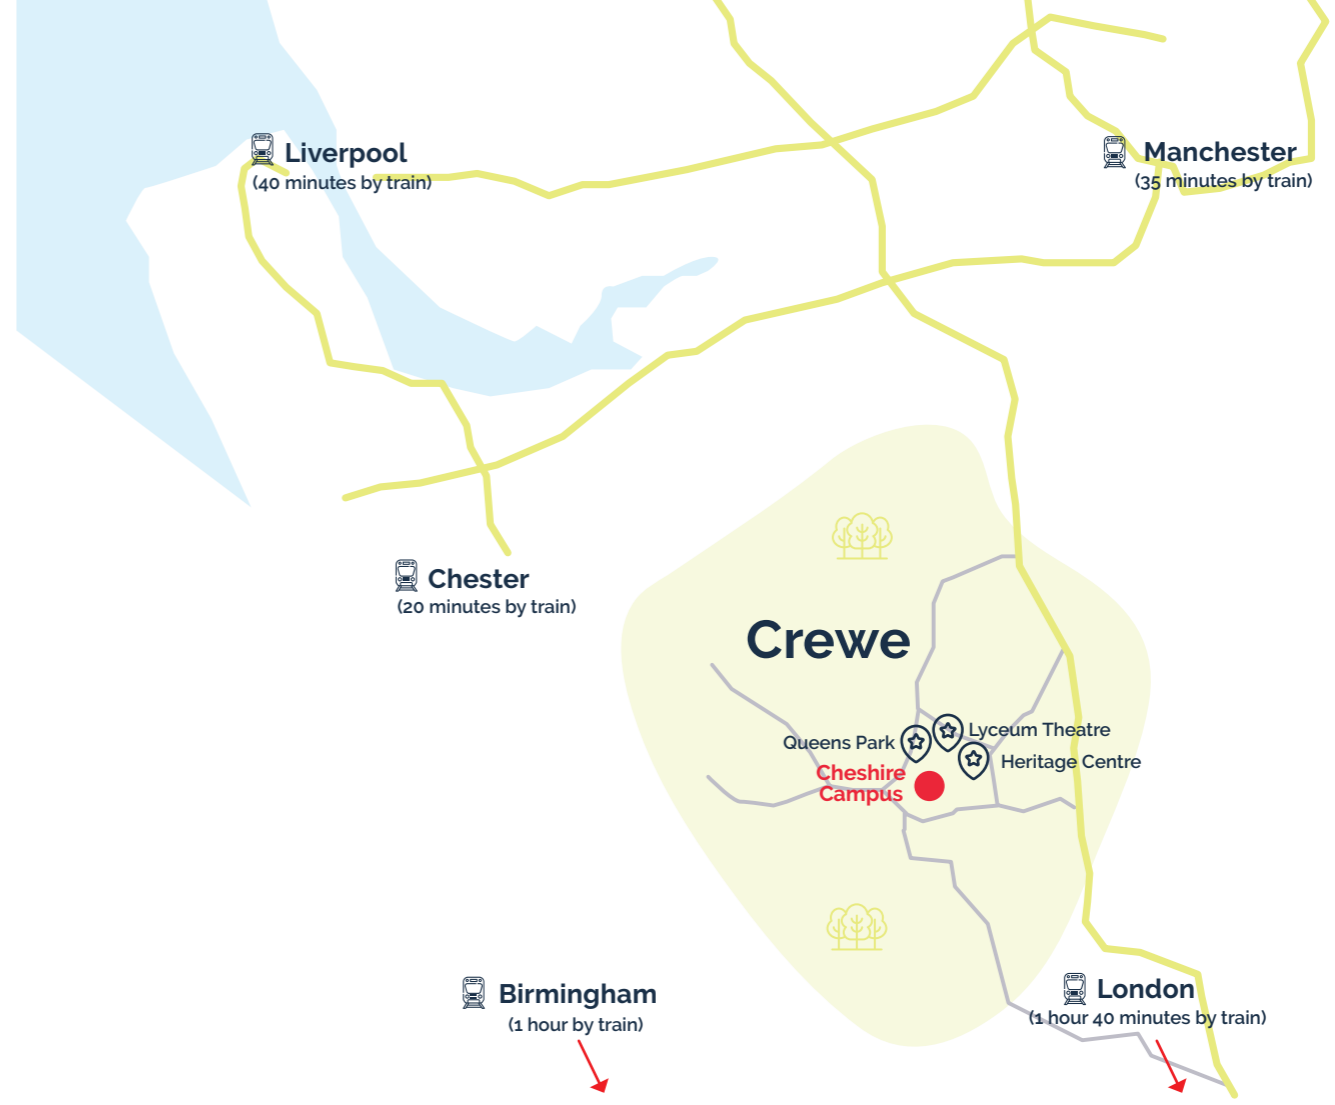 Liverpool
(40 minutes by train)
Manchester
(35 minutes by train)
Chester
(20 minutes by train)
Crewe
Lyceum Theatre
Queens Park
Heritage Centre
Cheshire
Campus
Birmingham
(1 hour by train)
London
(1 hour 40 minutes by train)